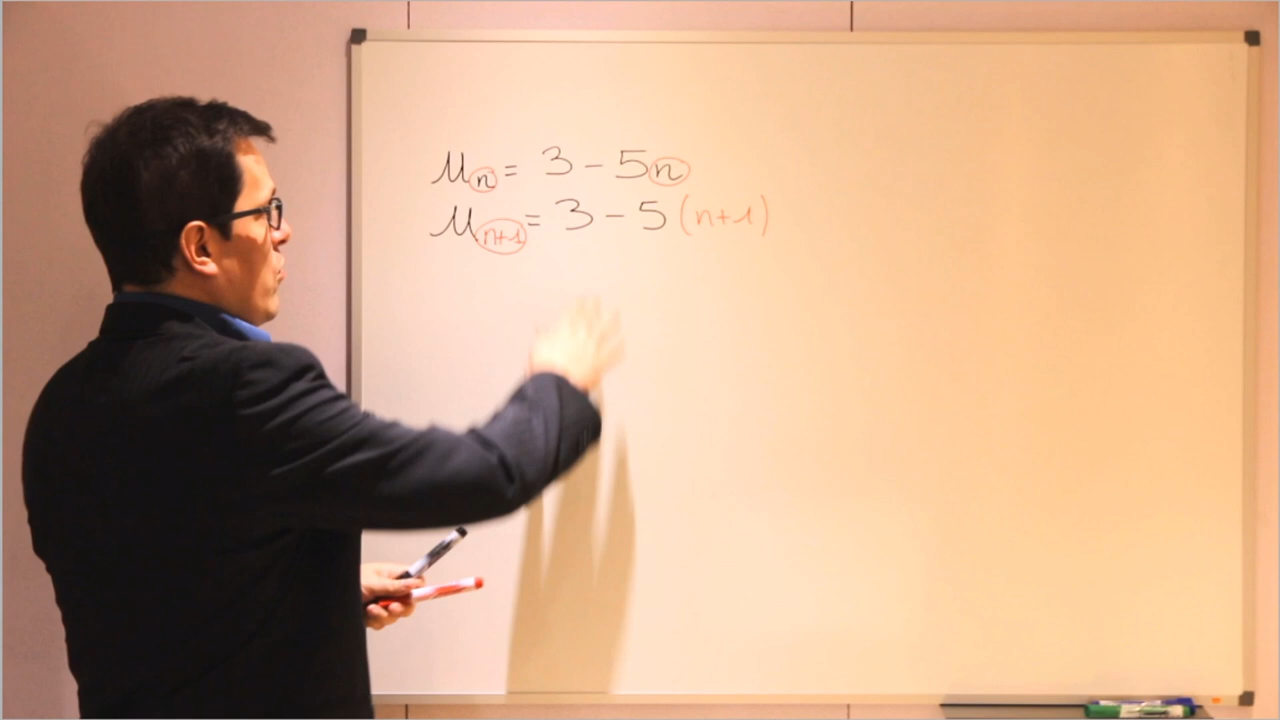 un = 3 - 5n
un+1 = 3 - 5(n+1)